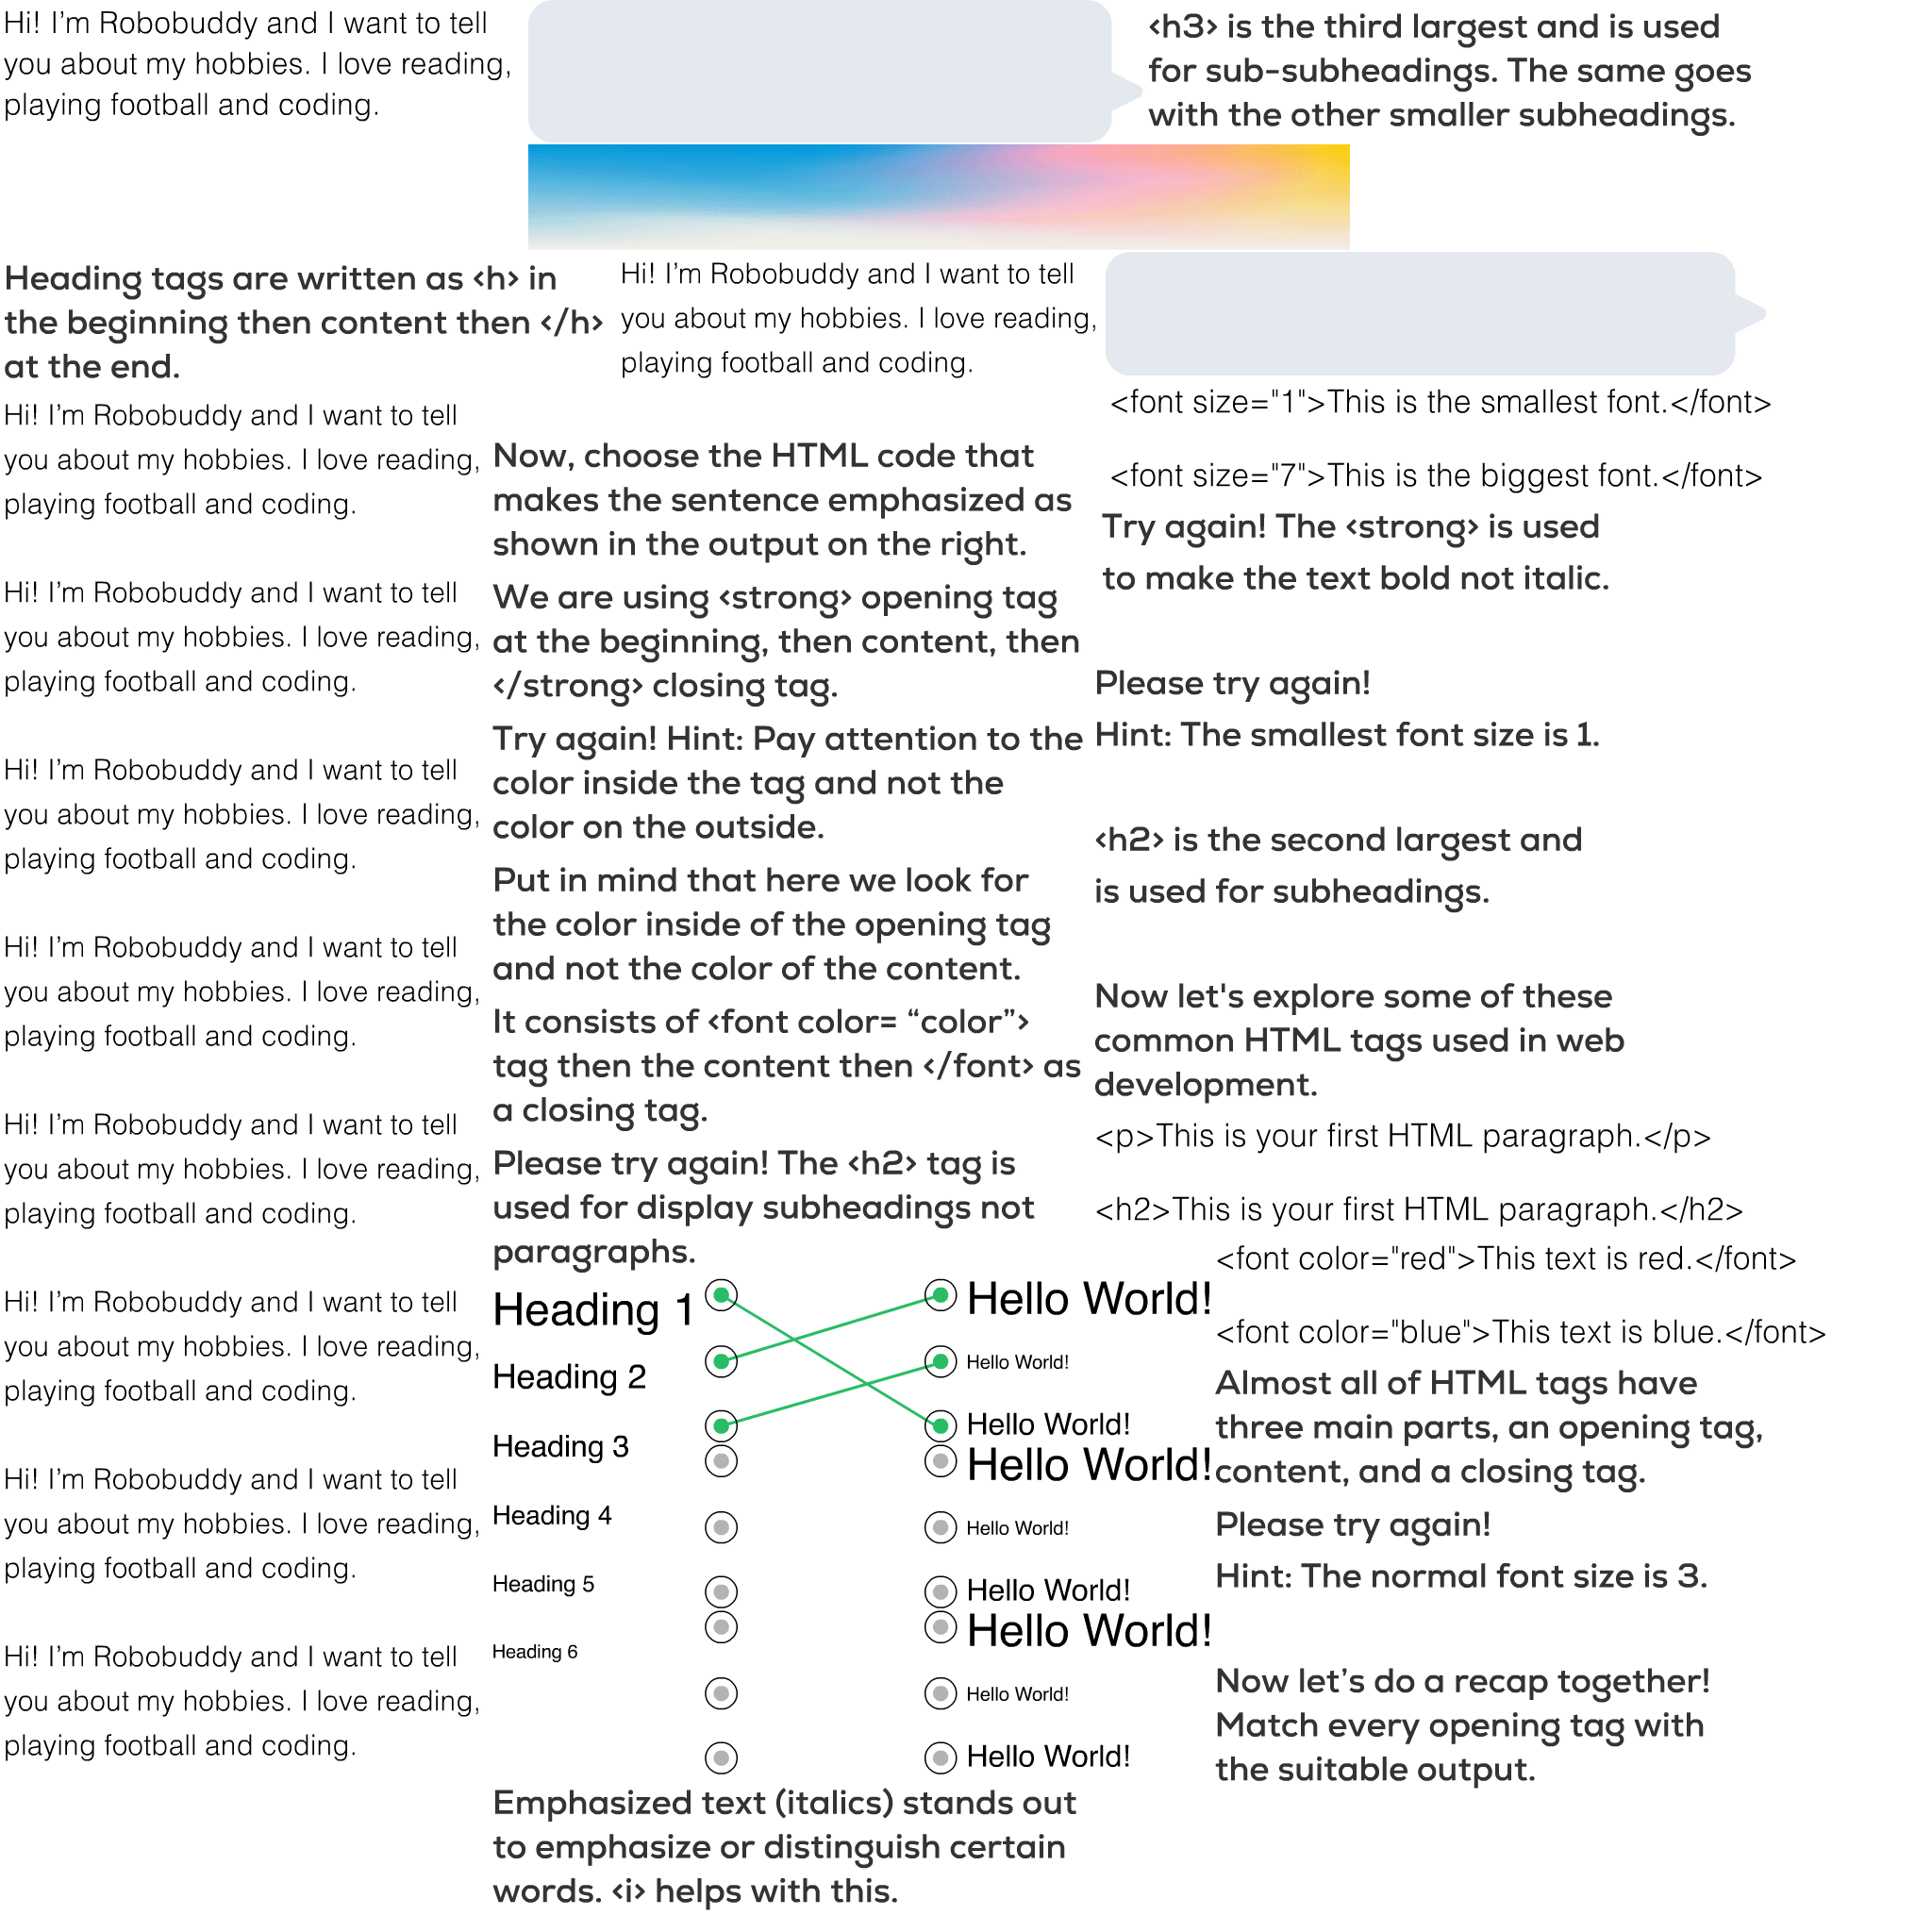 Hi! I'm Robobuddy and I want to tell
you about my hobbies. I love reading,
playing football and coding.
<h3> is the third largest and is used
for sub-subheadings. The same goes
with the other smaller subheadings.
Heading tags are written as <h> in
the beginning then content then </h>
at the end.
Hi! I'm Robobuddy and I want to tell
you about my hobbies. I love reading,
playing football and coding.
Hi! I'm Robobuddy and I want to tell
you about my hobbies. I love reading,
playing football and coding.
Hi! I'm Robobuddy and I want to tell
you about my hobbies. I love reading,
playing football and coding.
Hi! I'm Robobuddy and I want to tell
you about my hobbies. I love reading,
playing football and coding.
Hi! I'm Robobuddy and I want to tell
you about my hobbies. I love reading,
playing football and coding.
Hi! I'm Robobuddy and I want to tell
you about my hobbies. I love reading,
playing football and coding.
Hi! I'm Robobuddy and I want to tell
you about my hobbies. I love reading,
playing football and coding.
Hi! I'm Robobuddy and I want to tell
you about my hobbies. I love reading,
playing football and coding.
Hi! I'm Robobuddy and I want to tell
you about my hobbies. I love reading,
playing football and coding.
Now, choose the HTML code that
makes the sentence emphasized as
shown in the output on the right.
We are using <strong> opening tag
at the beginning, then content, then
</strong> closing tag.
Try again! Hint: Pay attention to the
color inside the tag and not the
color on the outside.
Put in mind that here we look for
the color inside of the opening tag
and not the color of the content.
It consists of <font color= “color”>
tag then the content then </font> as
a closing tag.
Please try again! The <h2> tag is
used for display subheadings not
paragraphs.
Heading 1
Heading 2
Heading 3
Heading 4
Heading 5
Heading 6
Hello World!
Hello World!
Hello World!
Hello World!
Hello World!
Hello World!
Hello World!
Hello World!
Hello World!
Emphasized text (italics) stands out
to emphasize or distinguish certain
words. <i> helps with this.
<font size="1">This is the smallest font.</font>
<font size="7">This is the biggest font.</font>
Try again! The <strong> is used
to make the text bold not italic.
Please try again!
Hint: The smallest font size is 1.
<h2> is the second largest and
is used for subheadings.
Now let's explore some of these
common HTML tags used in web
development.
<p>This is your first HTML paragraph.</p>
<h2>This is your first HTML paragraph.</h2>
<font color="red">This text is red.</font>
<font color="blue">This text is blue.</font>
Almost all of HTML tags have
three main parts, an opening tag,
content, and a closing tag.
Please try again!
Hint: The normal font size is 3.
Now let’s do a recap together!
Match every opening tag with
the suitable output.